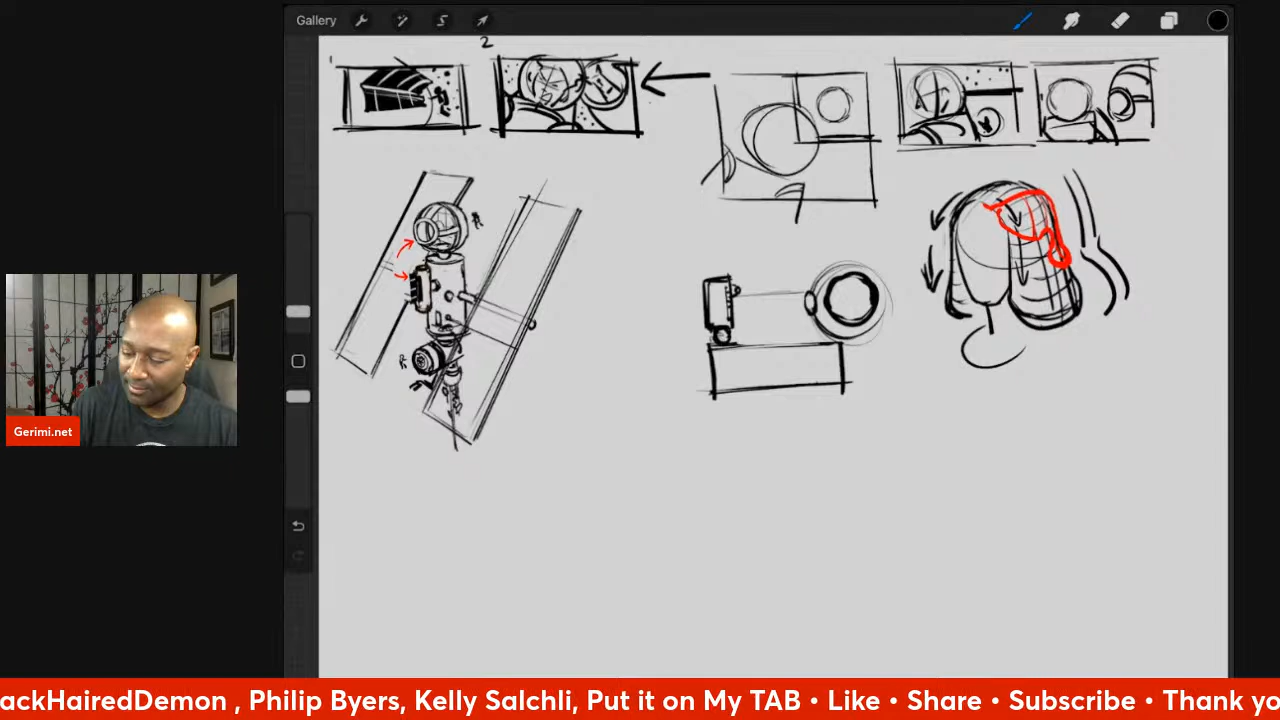 Gallery
2
Gerimi.net
ackHairedDemon , Philip Byers, Kelly Salchli, Put it on My TAB • Like • Share • Subscribe • Thank yo